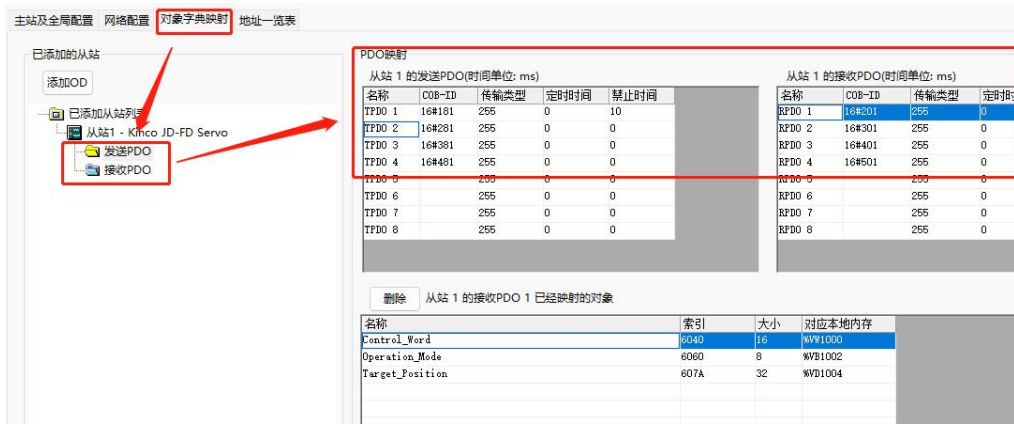 主站及全局配置 网络配置 对象字典映射 地址一览表
已添加的从站
添加OD
已添加从站列表
从站1 - Kinco JD-FD Servo
发送PDO
接收PDO
PDO映射
从站 1 的发送PDO(时间单位: ms)
名称 COB-ID 传输类型 定时时间 禁止时间
TPDO 1 16#181 255 0 10
TPDO 2 16#281 255 0 0
TPDO 3 16#381 255 0 0
TPDO 4 16#481 255 0 0
TPDO 5 255 0 0
TPDO 6 255 0 0
TPDO 7 255 0 0
TPDO 8 255 0 0
从站 1 的接收PDO(时间单位: ms)
名称 COB-ID 传输类型 定时
RPDO 1 16#201 255 0
RPDO 2 16#301 255 0
RPDO 3 16#401 255 0
RPDO 4 16#501 255 0
RPDO 5 255 0
RPDO 6 255 0
RPDO 7 255 0
RPDO 8 255 0
删除 从站 1 的接收PDO 1 已经映射的对象
名称 索引 大小 对应本地内存
Control_Word 6040 16 %VW1000
Operation_Mode 6060 8 %VB1002
Target_Position 607A 32 %VD1004